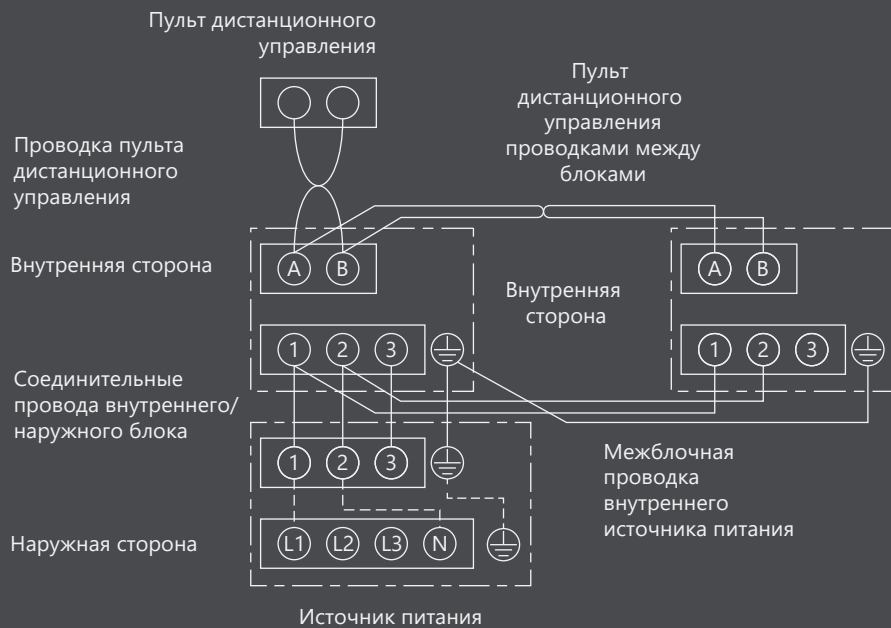 Пульт дистанционного
управления
Пульт
дистанционного
управления
проводками между
блоками
Проводка пульта
дистанционного
управления
Внутренняя сторона
A B
A B
Внутренняя
сторона
1 2 3
1 2 3
Соединительные
провода внутреннего/
наружного блока
1 2 3
Межблочная
проводка
внутреннего
источника питания
Наружная сторона
L1 L2 L3 N
Источник питания